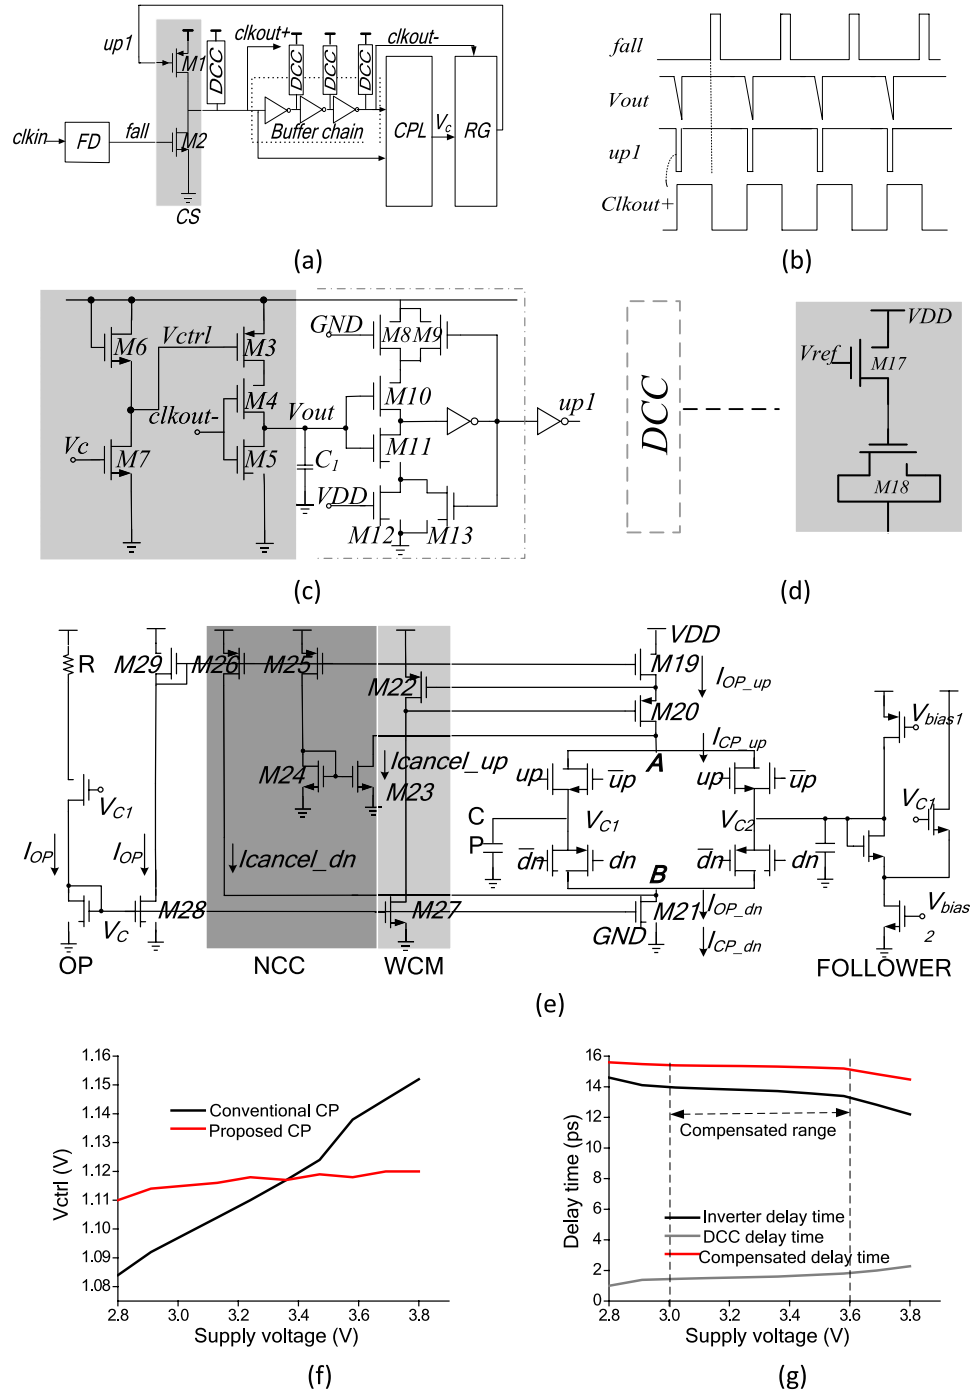 up1
M1
DCC
clkout+
DCC
DCC
DCC
clkout-
clkin
FD
fall
M2
Buffer chain
CPL
Vc
RG
CS
(a)
fall
Vout
up1
Clkout+
(b)
M6
Vctrl
M3
M4
clkout-
Vc
M7
M5
Vout
C1
GND
M8
M9
M10
M11
VDD
M12
M13
up1
(c)
DCC
VDD
Vref
M17
M18
(d)
R
M29
M26
M25
M22
VDD
M19
IOP_up
M20
ICP_up
A
Icancel_up
M24
M23
up
up
up
up
VC1
VC2
CP
dn
dn
dn
dn
B
VC1
IOP
IOP
Icancel_dn
VC
M28
M27
M21
GND
IOP_dn
ICP_dn
Vbias1
VC1
Vbias2
OP
NCC
WCM
FOLLOWER
(e)
1.16
1.15
1.14
1.13
1.12
1.11
1.10
1.09
1.08
Vctrl (V)
Conventional CP
Proposed CP
2.8 3.0 3.2 3.4 3.6 3.8
Supply voltage (V)
(f)
16
14
12
10
8
6
4
2
0
Delay time (ps)
Compensated range
Inverter delay time
DCC delay time
Compensated delay time
2.8 3.0 3.2 3.4 3.6 3.8
Supply voltage (V)
(g)